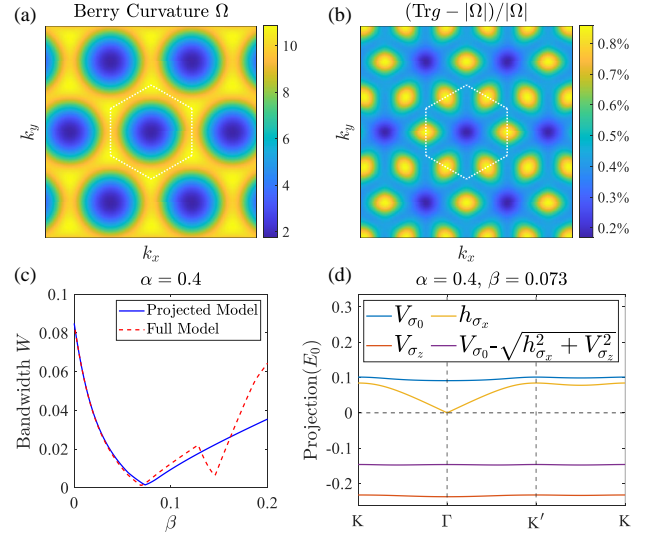 (a) Berry Curvature Ω
10
8
6
4
2
k_y
k_x
(b) (Trg − |Ω|)/|Ω|
0.8%
0.7%
0.6%
0.5%
0.4%
0.3%
0.2%
k_y
k_x
(c) α = 0.4
0.1
0.08
0.06
0.04
0.02
0
Bandwidth W
Projected Model
Full Model
0 0.1 0.2
β
(d) α = 0.4, β = 0.073
0.3
0.2
0.1
0
-0.1
-0.2
Projection(E_0)
V_{σ_0} h_{σ_x}
V_{σ_z} V_{σ_0}-√(h_{σ_x}^2 + V_{σ_z}^2)
K Γ K′ K